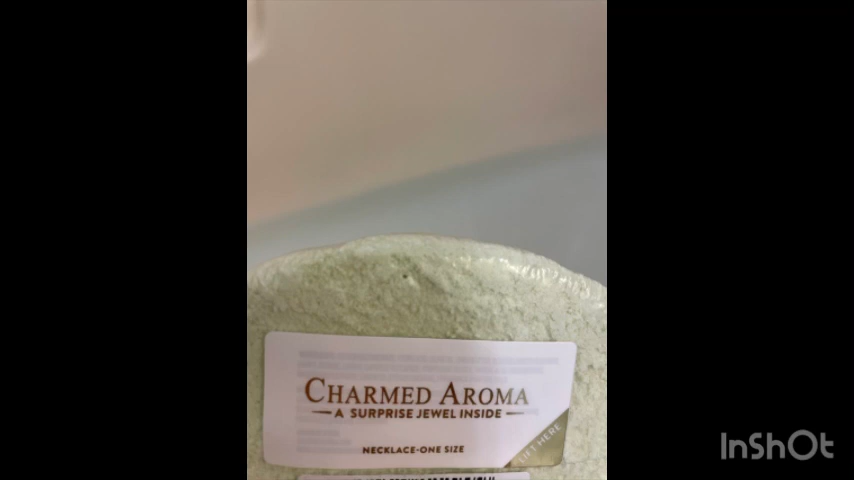 CHARMED AROMA
A SURPRISE JEWEL INSIDE
NECKLACE-ONE SIZE
LIFT HERE
InShOt